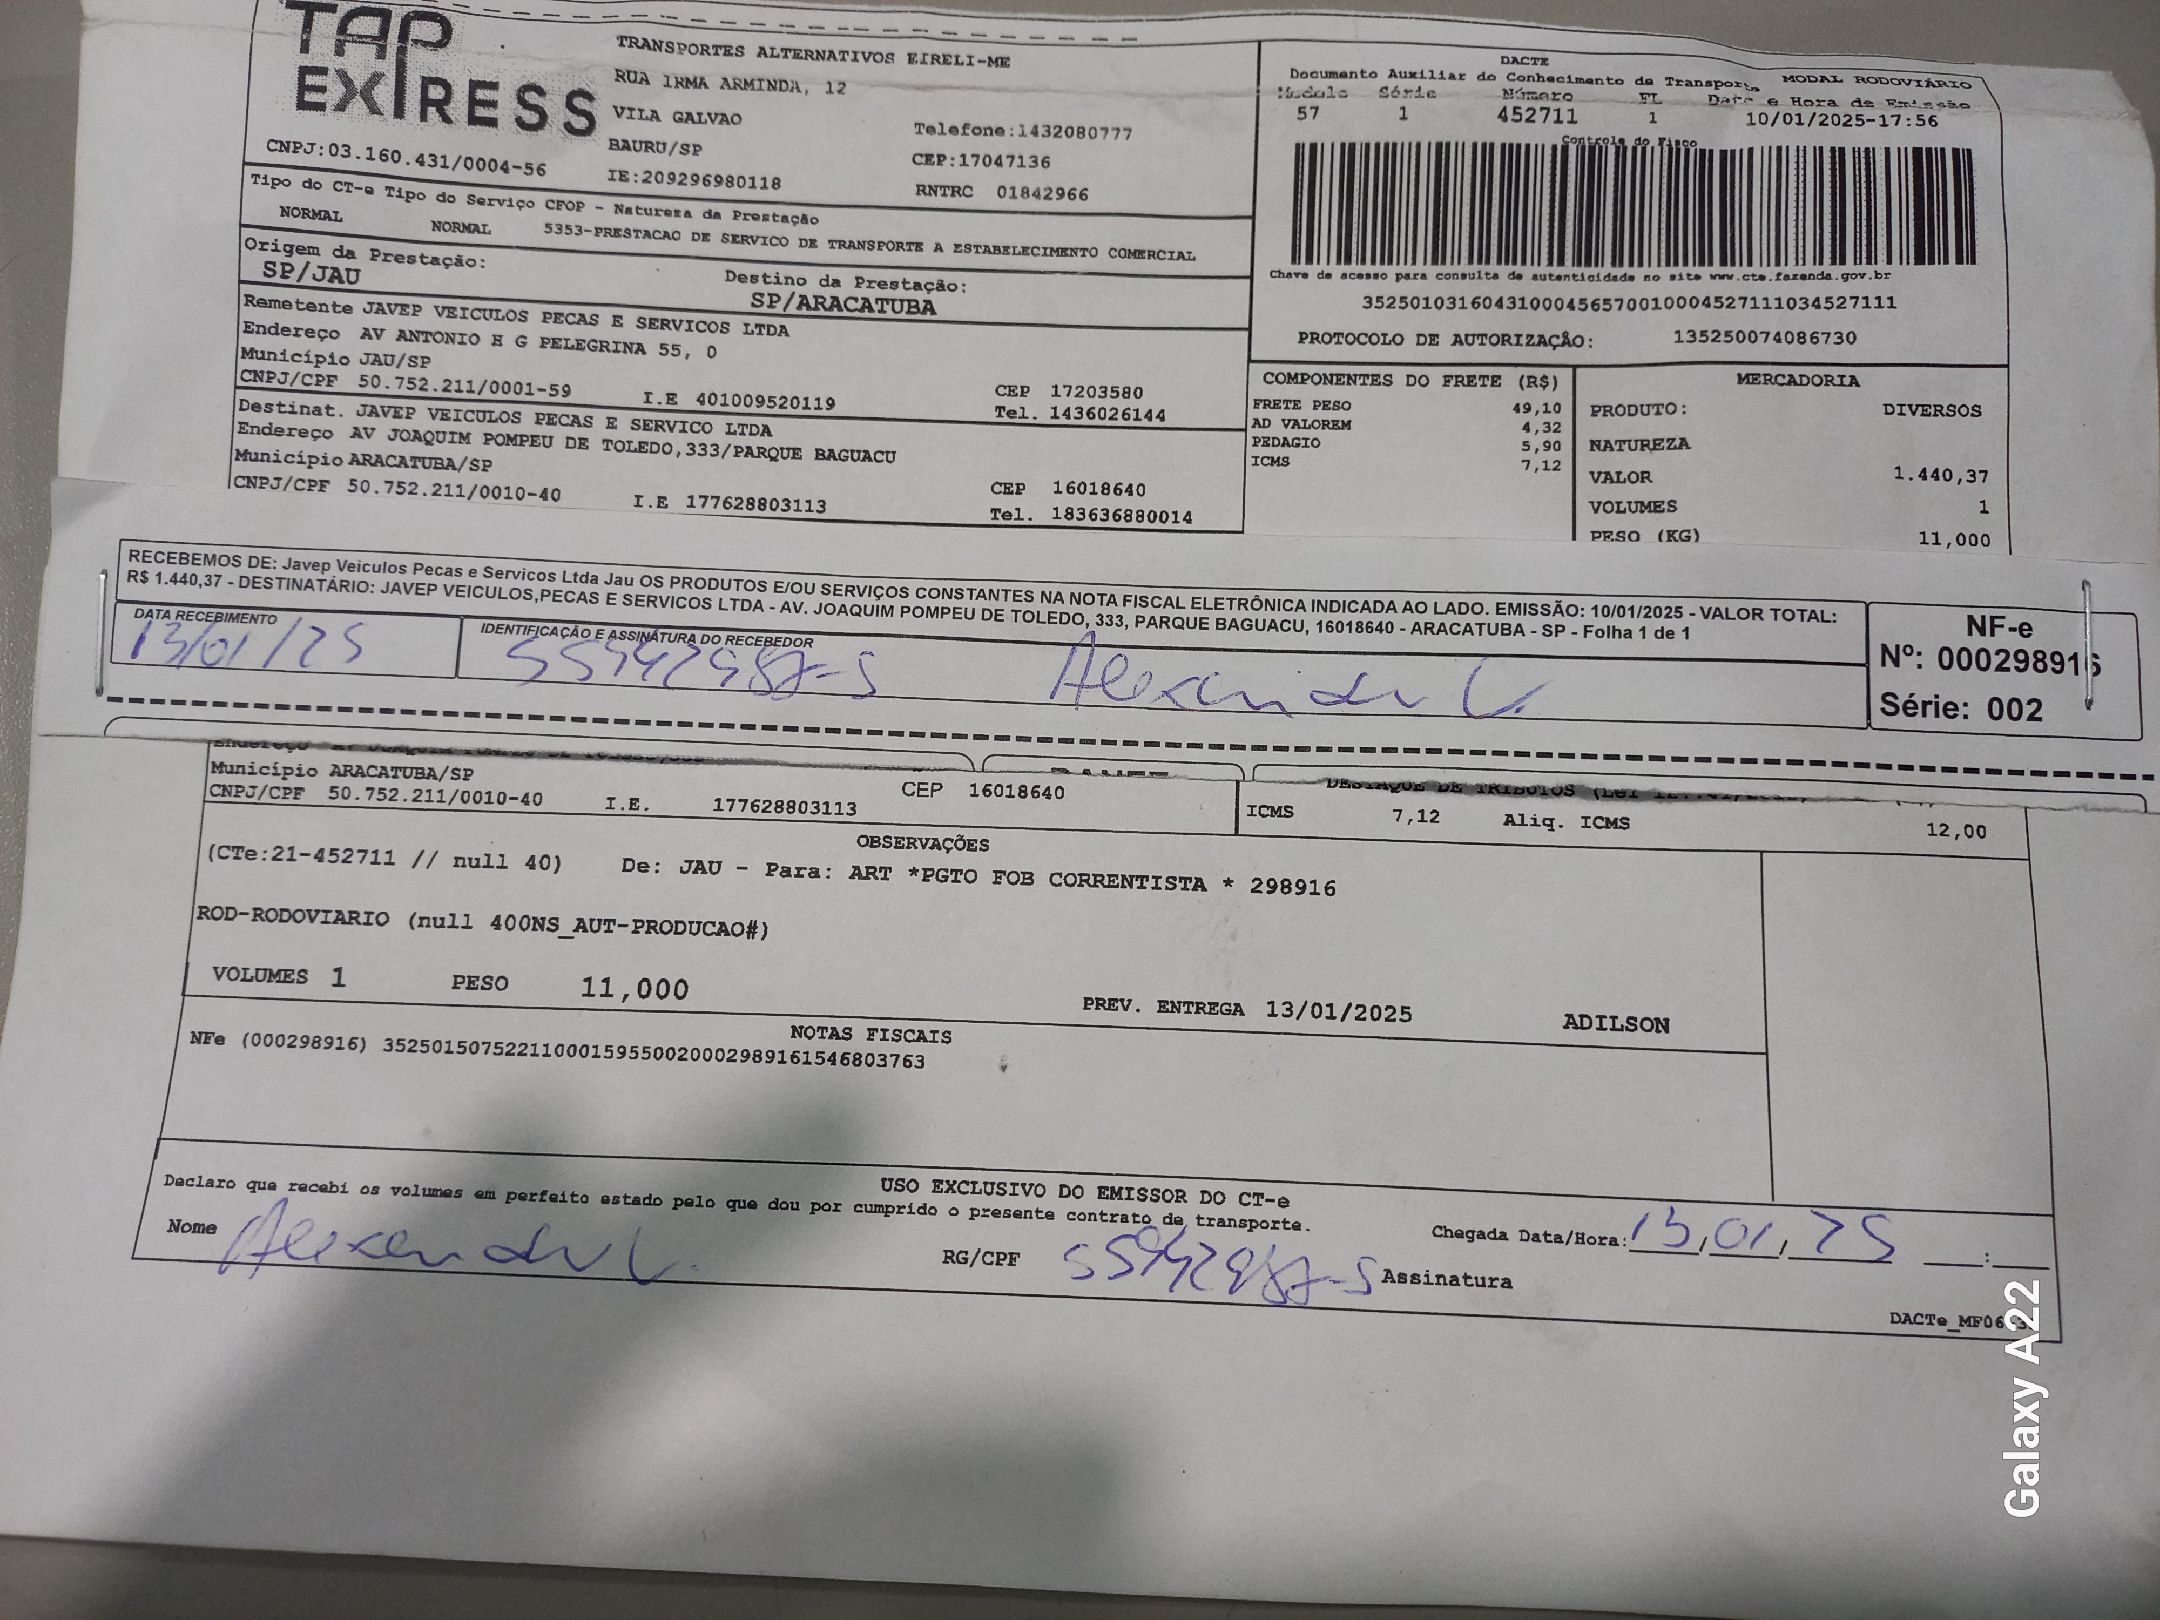 TAP EXPRESS
TRANSPORTES ALTERNATIVOS EIRELI-ME
RUA IRMA ARMINDA, 12
VILA GALVAO
Telefone:1432080777
BAURU/SP
CEP:17047136
CNPJ:03.160.431/0004-56
IE:209296980118
RNTRC 01842966
DACTE
Documento Auxiliar do Conhecimento de Transporte MODAL RODOVIÁRIO
Modelo Série Número FL Data e Hora de Emissão
57 1 452711 1 10/01/2025-17:56
Controle do Fisco
Chave de acesso para consulta de autenticidade no site www.cte.fazenda.gov.br
35250103160431000456570010004527111034527111
PROTOCOLO DE AUTORIZAÇÃO: 135250074086730
Tipo do CT-e Tipo do Serviço CFOP - Natureza da Prestação
NORMAL NORMAL 5353-PRESTACAO DE SERVICO DE TRANSPORTE A ESTABELECIMENTO COMERCIAL
Origem da Prestação: Destino da Prestação:
SP/JAU SP/ARACATUBA
Remetente JAVEP VEICULOS PECAS E SERVICOS LTDA
Endereço AV ANTONIO H G PELEGRINA 55, 0
Município JAU/SP
CEP 17203580
CNPJ/CPF 50.752.211/0001-59 I.E 401009520119 Tel. 1436026144
Destinat. JAVEP VEICULOS PECAS E SERVICO LTDA
Endereço AV JOAQUIM POMPEU DE TOLEDO,333/PARQUE BAGUACU
Município ARACATUBA/SP
CEP 16018640
CNPJ/CPF 50.752.211/0010-40 I.E 177628803113 Tel. 183636880014
COMPONENTES DO FRETE (R$)
FRETE PESO 49,10
AD VALOREM 4,32
PEDAGIO 5,90
ICMS 7,12
MERCADORIA
PRODUTO: DIVERSOS
NATUREZA
VALOR 1.440,37
VOLUMES 1
PESO (KG) 11,000
RECEBEMOS DE: Javep Veiculos Pecas e Servicos Ltda Jau OS PRODUTOS E/OU SERVIÇOS CONSTANTES NA NOTA FISCAL ELETRÔNICA INDICADA AO LADO. EMISSÃO: 10/01/2025 - VALOR TOTAL:
R$ 1.440,37 - DESTINATÁRIO: JAVEP VEICULOS,PECAS E SERVICOS LTDA - AV. JOAQUIM POMPEU DE TOLEDO, 333, PARQUE BAGUACU, 16018640 - ARACATUBA - SP - Folha 1 de 1
DATA RECEBIMENTO IDENTIFICAÇÃO E ASSINATURA DO RECEBEDOR
13/01/25
NF-e
Nº: 000298916
Série: 002
Município ARACATUBA/SP
CEP 16018640
CNPJ/CPF 50.752.211/0010-40 I.E. 177628803113
ICMS 7,12 Aliq. ICMS 12,00
OBSERVAÇÕES
(CTe:21-452711 // null 40) De: JAU - Para: ART *PGTO FOB CORRENTISTA * 298916
ROD-RODOVIARIO (null 400NS_AUT-PRODUCAO#)
VOLUMES 1 PESO 11,000
PREV. ENTREGA 13/01/2025 ADILSON
NOTAS FISCAIS
NFe (000298916) 35250150752211000159550020002989161546803763
USO EXCLUSIVO DO EMISSOR DO CT-e
Declaro que recebi os volumes em perfeito estado pelo que dou por cumprido o presente contrato de transporte.
Nome
RG/CPF
Assinatura
Chegada Data/Hora: 13,01,25 :
Galaxy A22